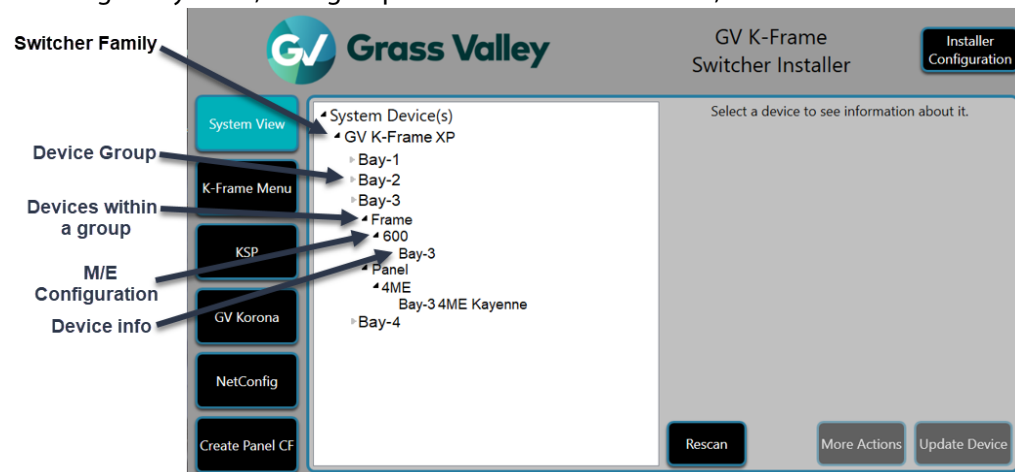 Switcher Family
Device Group
Devices within
a group
M/E
Configuration
Device info
GV Grass Valley
GV K-Frame
Switcher Installer
Installer
Configuration
System View
K-Frame Menu
KSP
GV Korona
NetConfig
Create Panel CF
System Device(s)
GV K-Frame XP
Bay-1
Bay-2
Bay-3
Frame
600
Bay-3
Panel
4ME
Bay-3 4ME Kayenne
Bay-4
Select a device to see information about it.
Rescan
More Actions
Update Device